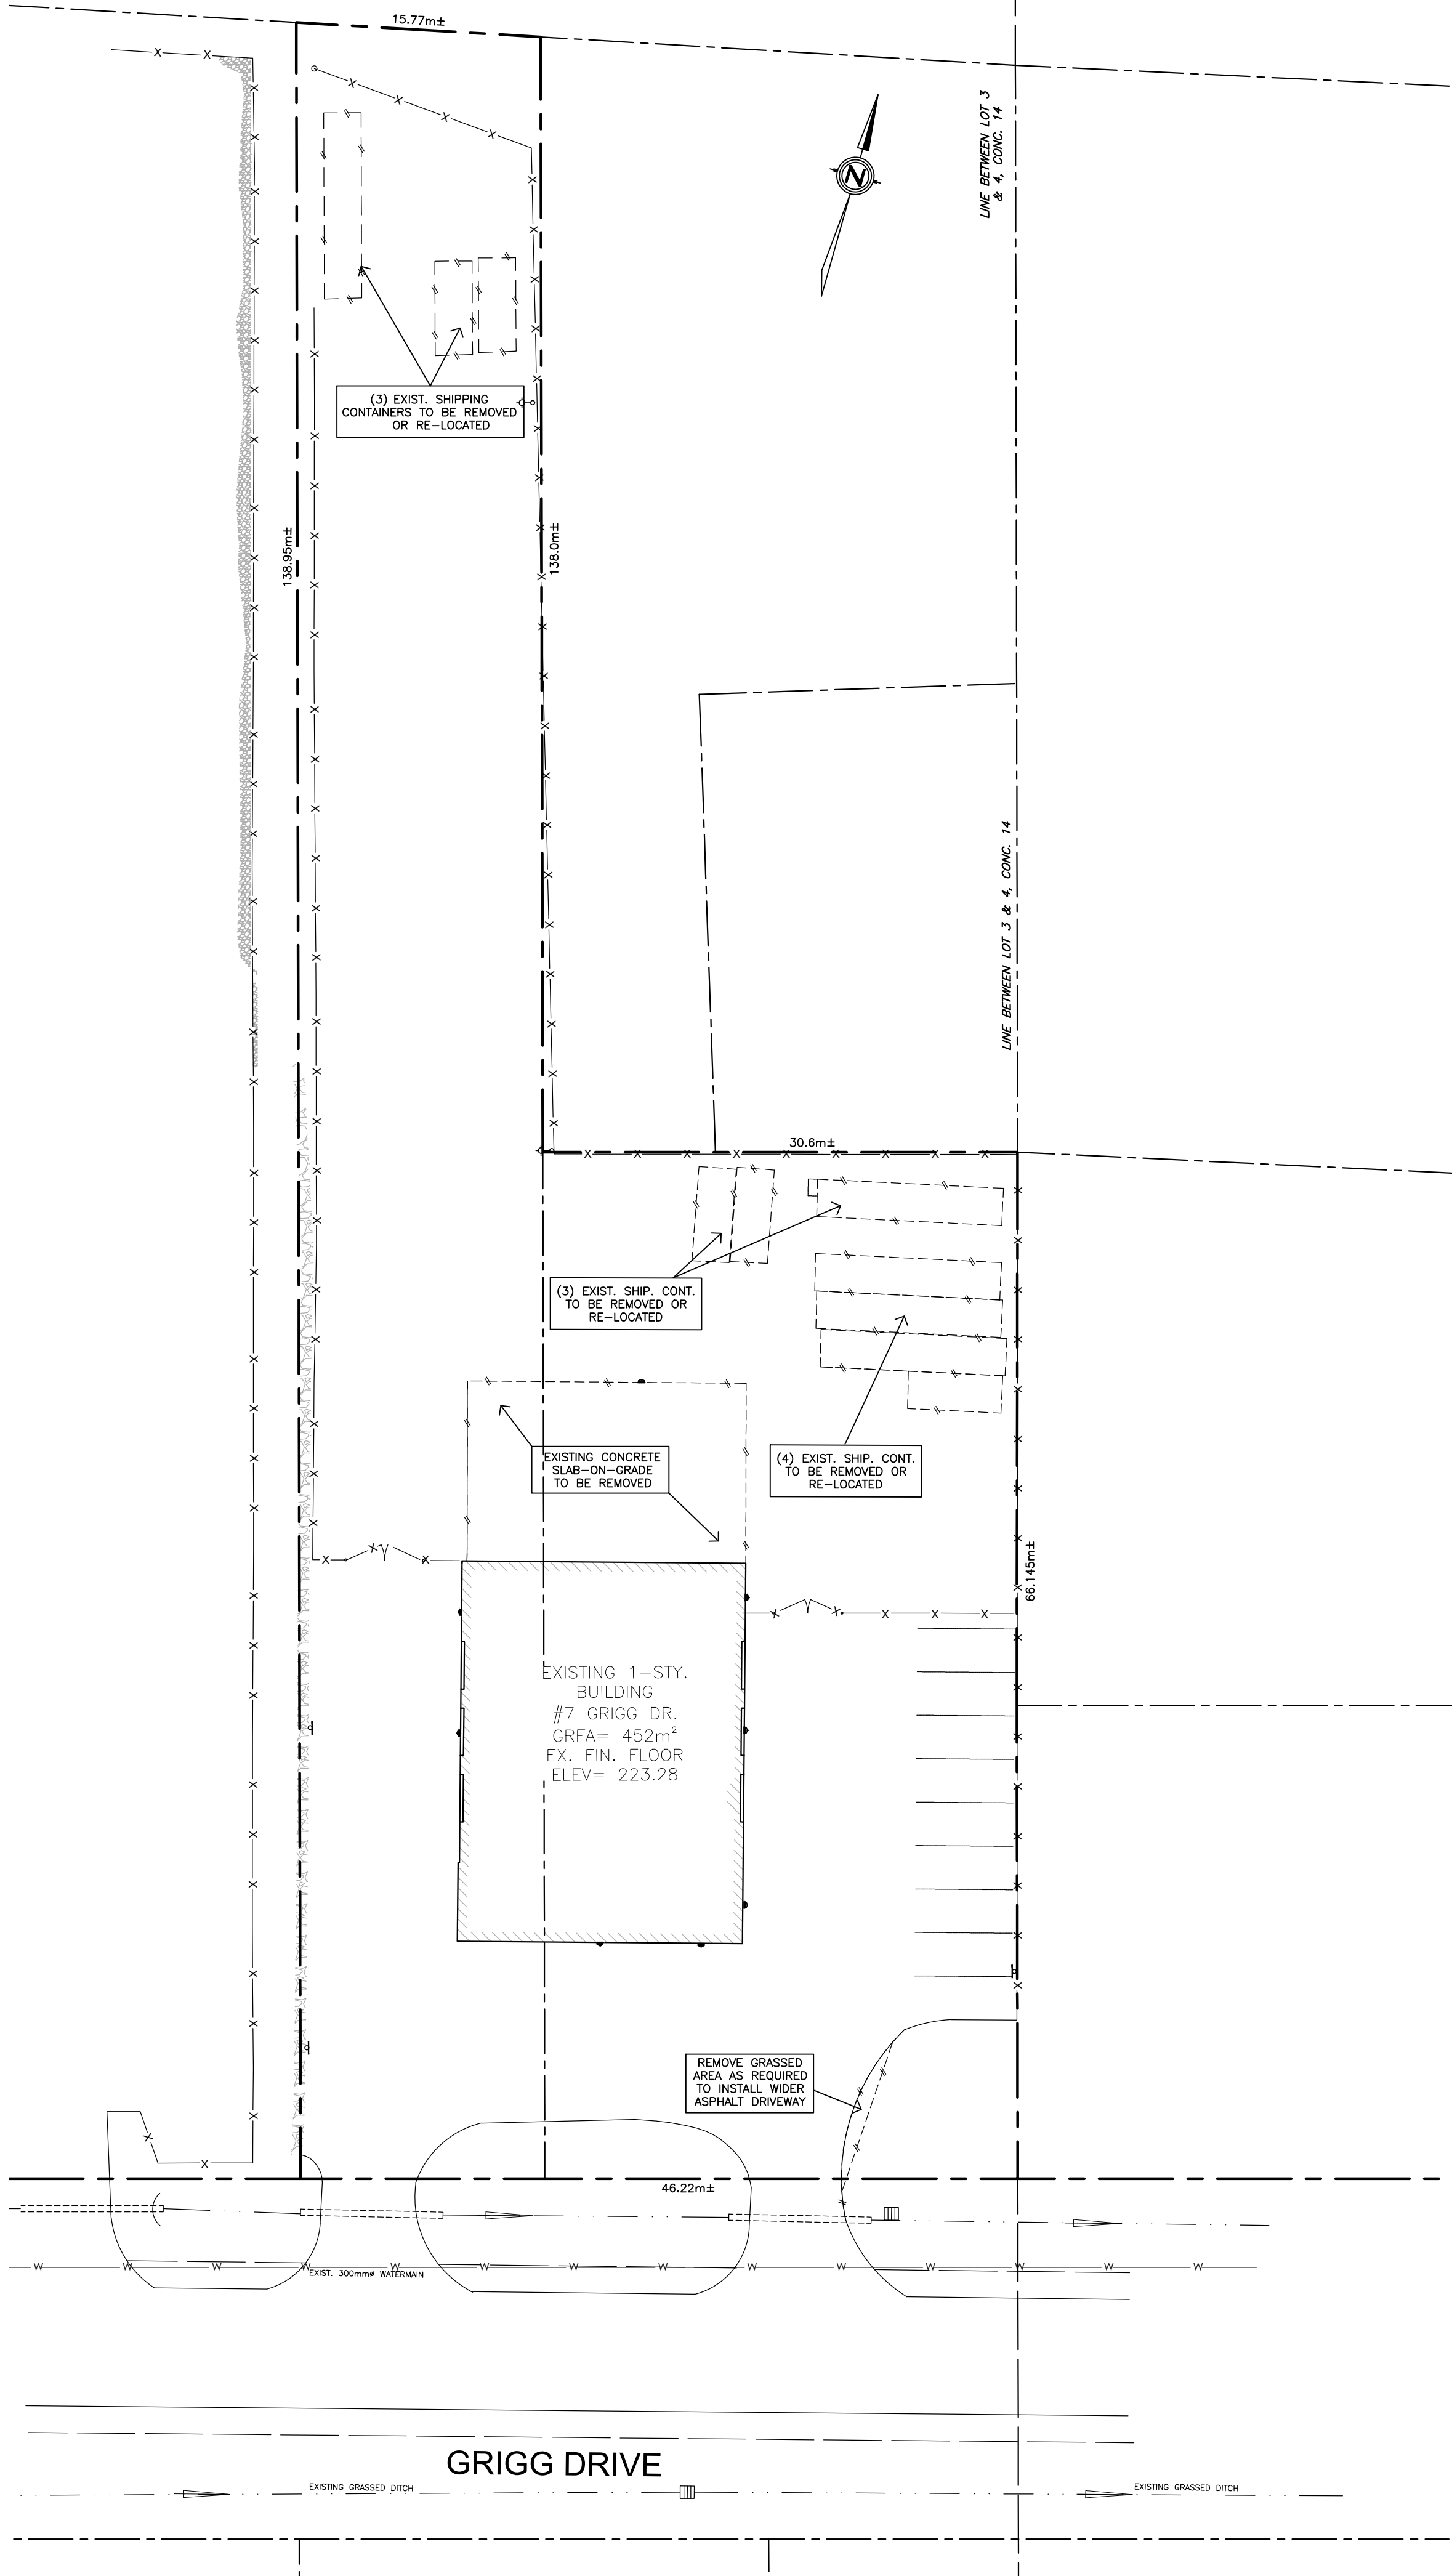 15.77m±
LINE BETWEEN LOT 3
& 4, CONC. 14
N
(3) EXIST. SHIPPING
CONTAINERS TO BE REMOVED
OR RE-LOCATED
138.95m±
138.0m±
LINE BETWEEN LOT 3 & 4, CONC. 14
30.6m±
(3) EXIST. SHIP. CONT.
TO BE REMOVED OR
RE-LOCATED
EXISTING CONCRETE
SLAB-ON-GRADE
TO BE REMOVED
(4) EXIST. SHIP. CONT.
TO BE REMOVED OR
RE-LOCATED
66.145m±
EXISTING 1-STY.
BUILDING
#7 GRIGG DR.
GRFA= 452m²
EX. FIN. FLOOR
ELEV= 223.28
REMOVE GRASSED
AREA AS REQUIRED
TO INSTALL WIDER
ASPHALT DRIVEWAY
46.22m±
W W W W W W W W W W W W W W
EXIST. 300mmø WATERMAIN
GRIGG DRIVE
EXISTING GRASSED DITCH
EXISTING GRASSED DITCH